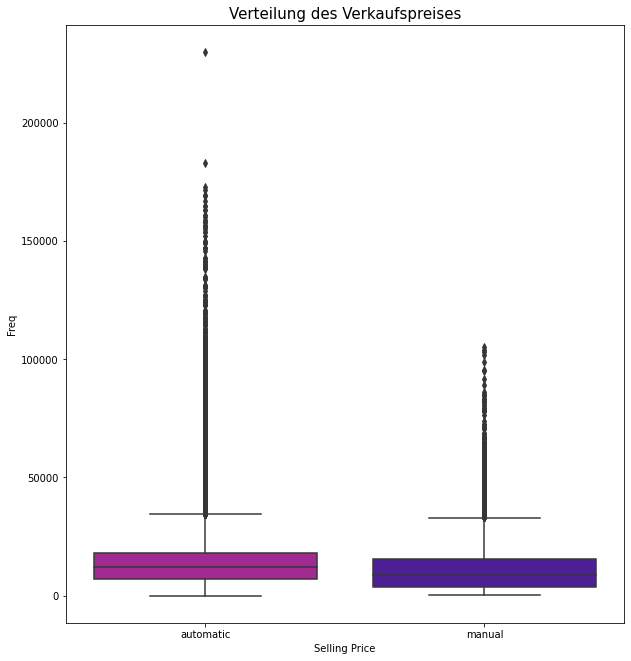 Verteilung des Verkaufspreises
200000
150000
100000
50000
0
Freq
automatic manual
Selling Price